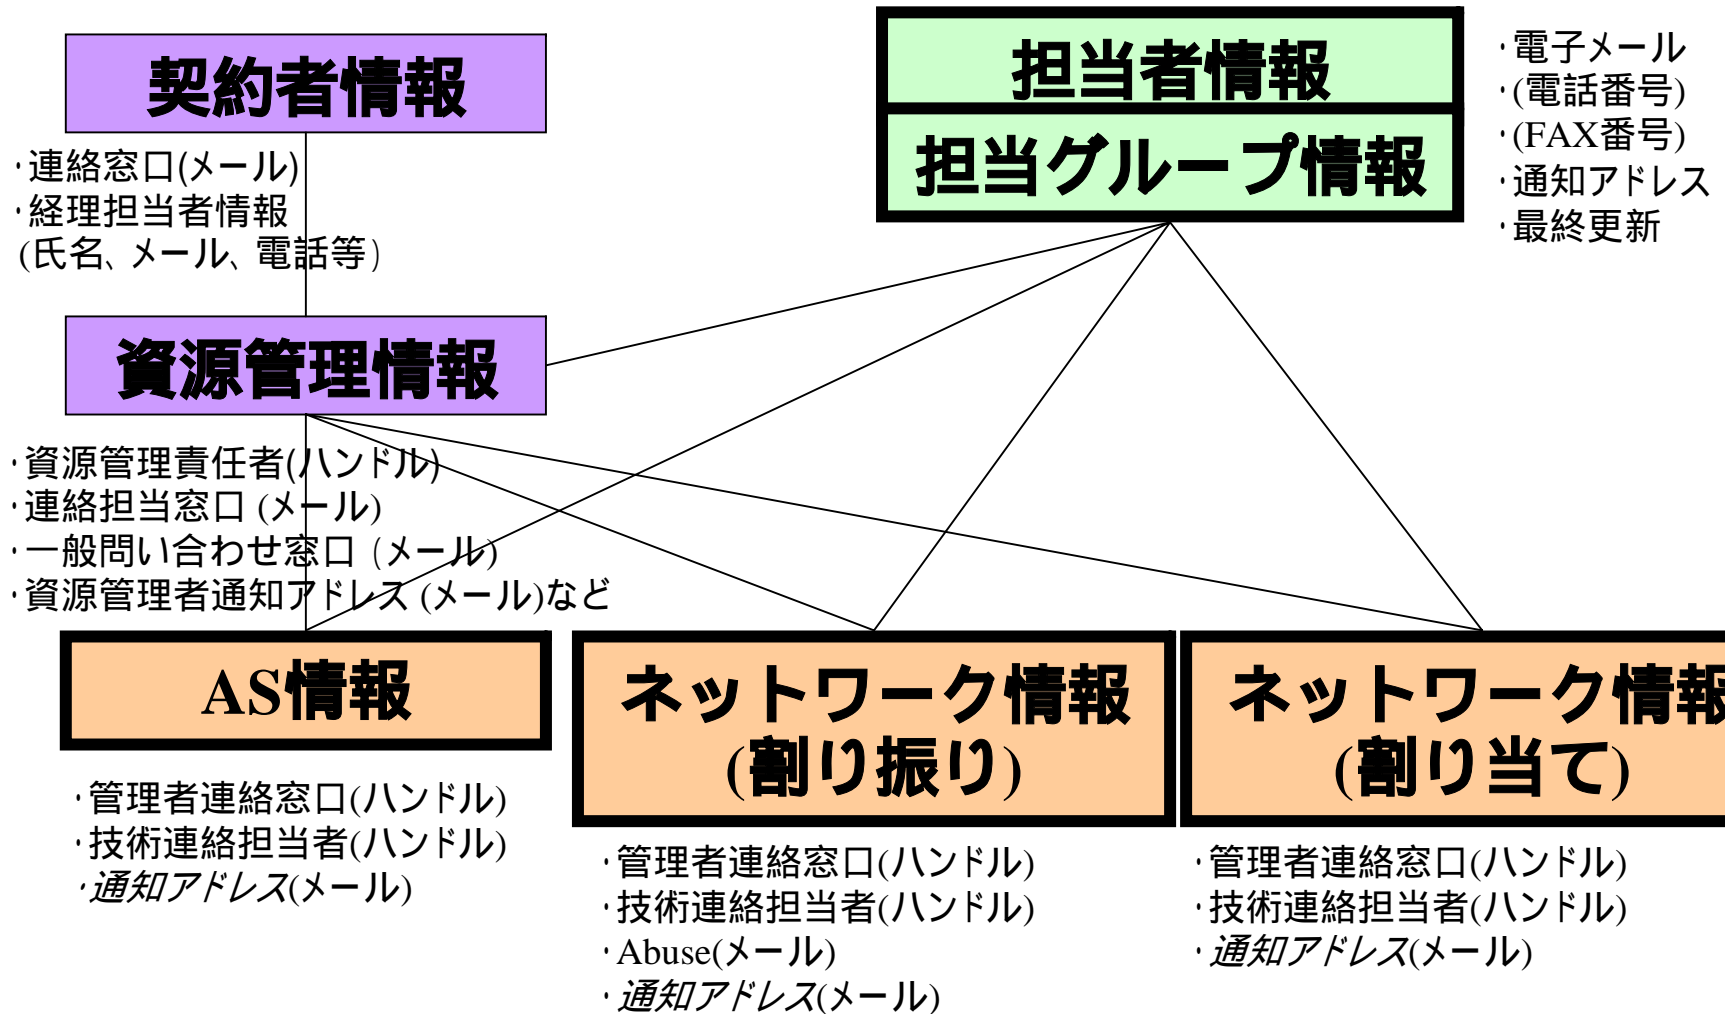 契約者情報
・連絡窓口(メール)
・経理担当者情報
(氏名、メール、電話等)
担当者情報
担当グループ情報
・電子メール
・(電話番号)
・(FAX番号)
・通知アドレス
・最終更新
資源管理情報
・資源管理責任者(ハンドル)
・連絡担当窓口 (メール)
・一般問い合わせ窓口 (メール)
・資源管理者通知アドレス (メール)など
AS情報
・管理者連絡窓口(ハンドル)
・技術連絡担当者(ハンドル)
・通知アドレス(メール)
ネットワーク情報
(割り振り)
・管理者連絡窓口(ハンドル)
・技術連絡担当者(ハンドル)
・Abuse(メール)
・通知アドレス(メール)
ネットワーク情報
(割り当て)
・管理者連絡窓口(ハンドル)
・技術連絡担当者(ハンドル)
・通知アドレス(メール)